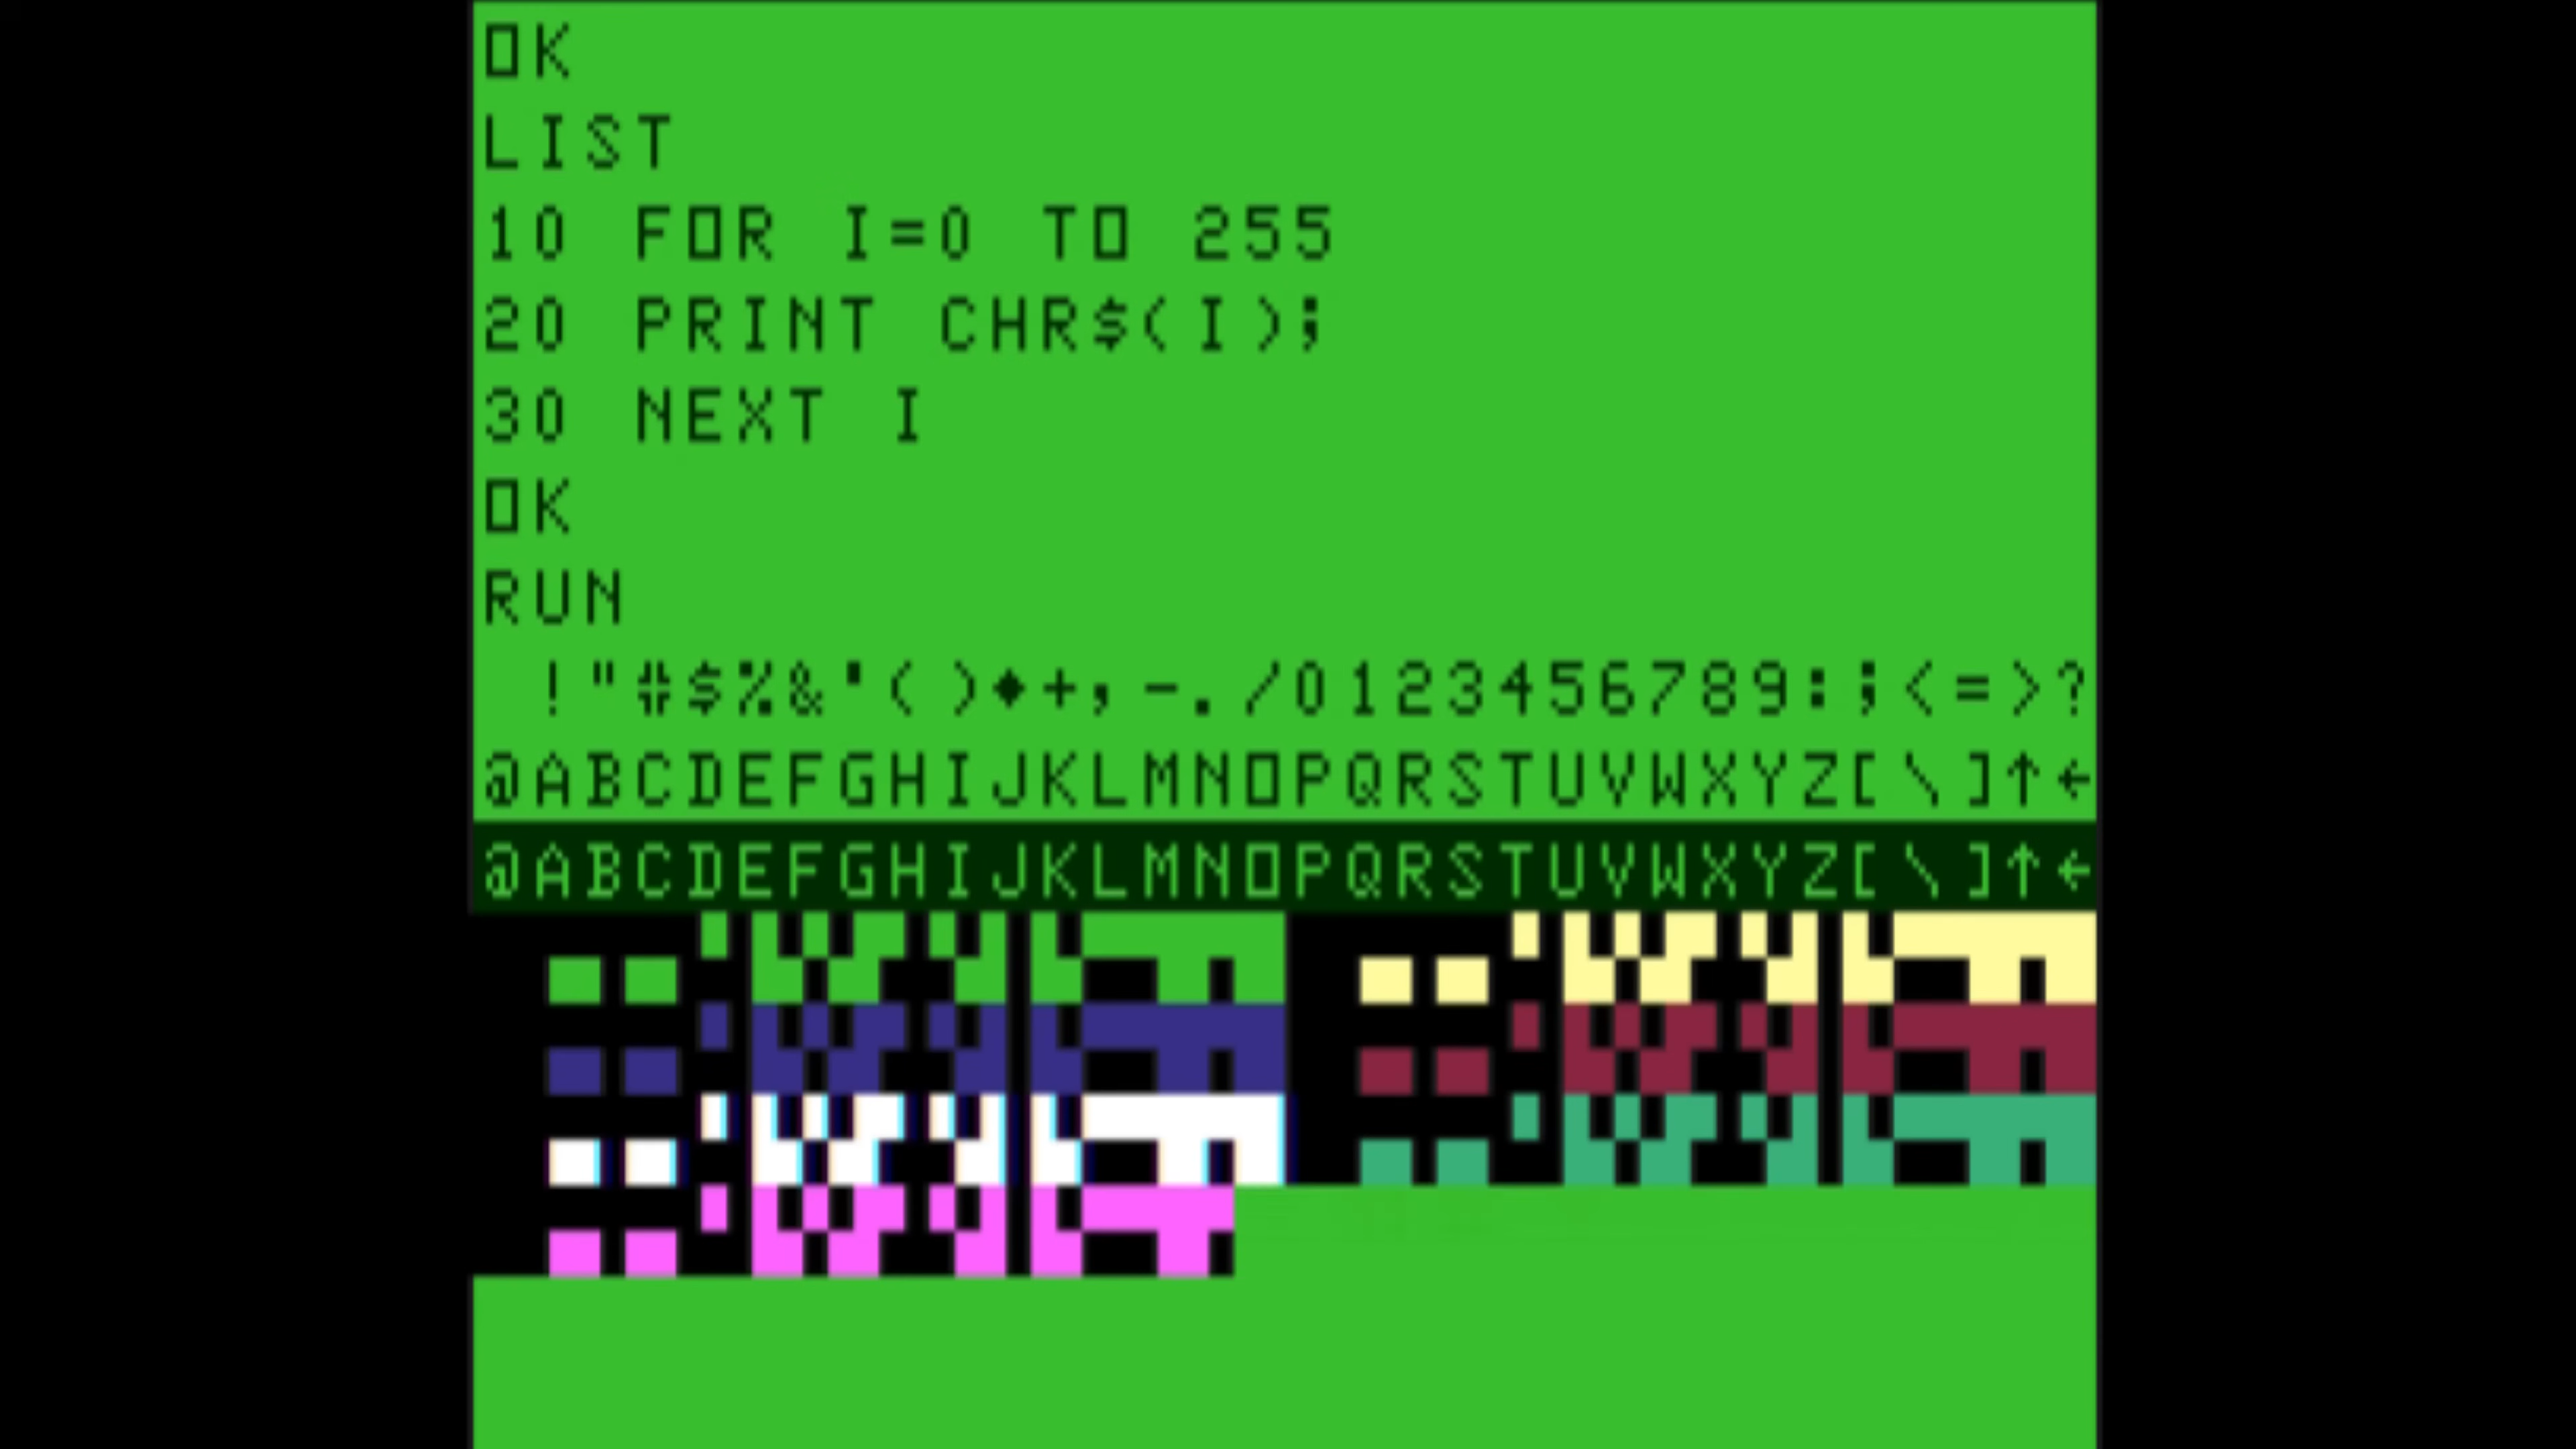 OK
LIST
10 FOR I=0 TO 255
20 PRINT CHR$(I);
30 NEXT I
OK
RUN
 !"#$%&'()♦+,-./0123456789:;<=>?
@ABCDEFGHIJKLMNOPQRSTUVWXYZ[\]↑←
@ABCDEFGHIJKLMNOPQRSTUVWXYZ[\]↑←